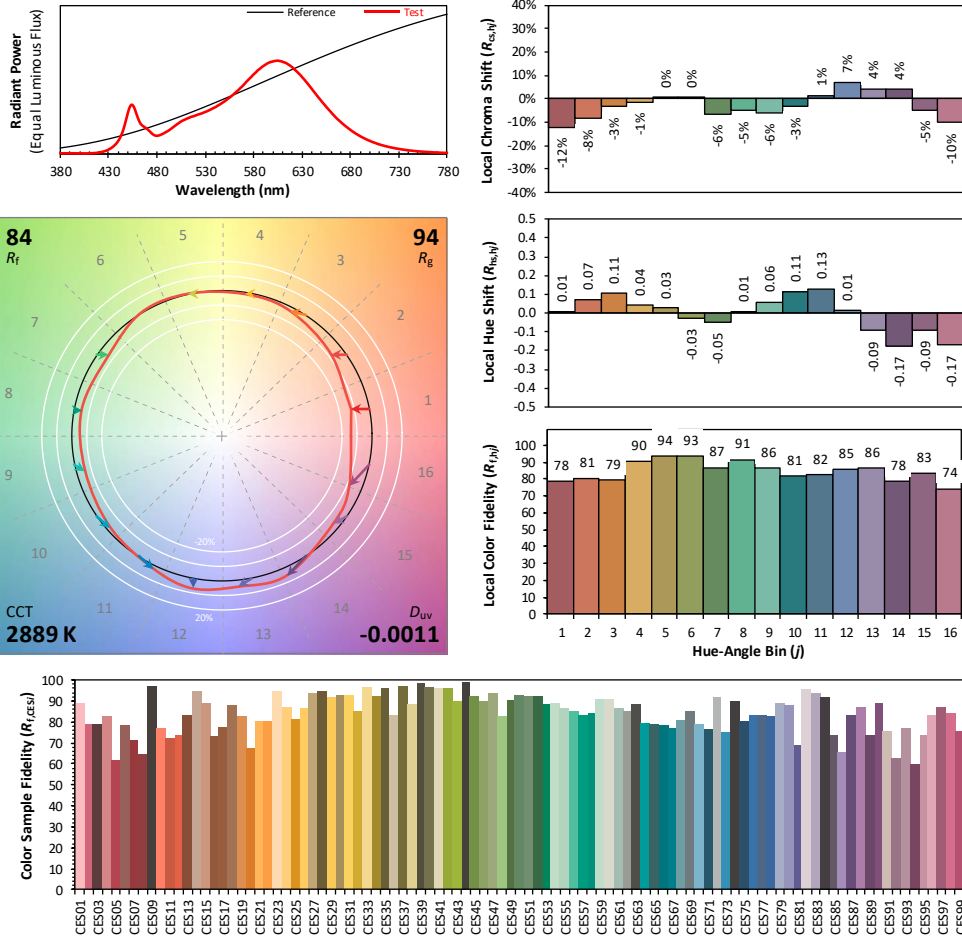 Reference
Test
Radiant Power
(Equal Luminous Flux)
380 430 480 530 580 630 680 730 780
Wavelength (nm)
Local Chroma Shift (Rcs,hj)
40%
30%
20%
10%
0%
-10%
-20%
-30%
-40%
-12% -8% -3% -1% 0% 0% -6% -5% -6% -3% 1% 7% 4% 4% -5% -10%
84
Rf
94
Rg
5 4 6 3 7 2 8 1 9 16 10 15 11 14 12 13
-20%
20%
CCT
2889 K
Duv
-0.0011
Local Hue Shift (Rhs,hj)
0.5
0.4
0.3
0.2
0.1
0.0
-0.1
-0.2
-0.3
-0.4
-0.5
0.01 0.07 0.11 0.04 0.03 -0.03 -0.05 0.01 0.06 0.11 0.13 0.01 -0.09 -0.17 -0.09 -0.17
Local Color Fidelity (Rf,hj)
100
90
80
70
60
50
40
30
20
10
0
78 81 79 90 94 93 87 91 86 81 82 85 86 78 83 74
1 2 3 4 5 6 7 8 9 10 11 12 13 14 15 16
Hue-Angle Bin (j)
Color Sample Fidelity (Rf,CESi)
100
90
80
70
60
50
40
30
20
10
0
CES01 CES03 CES05 CES07 CES09 CES11 CES13 CES15 CES17 CES19 CES21 CES23 CES25 CES27 CES29 CES31 CES33 CES35 CES37 CES39 CES41 CES43 CES45 CES47 CES49 CES51 CES53 CES55 CES57 CES59 CES61 CES63 CES65 CES67 CES69 CES71 CES73 CES75 CES77 CES79 CES81 CES83 CES85 CES87 CES89 CES91 CES93 CES95 CES97 CES99